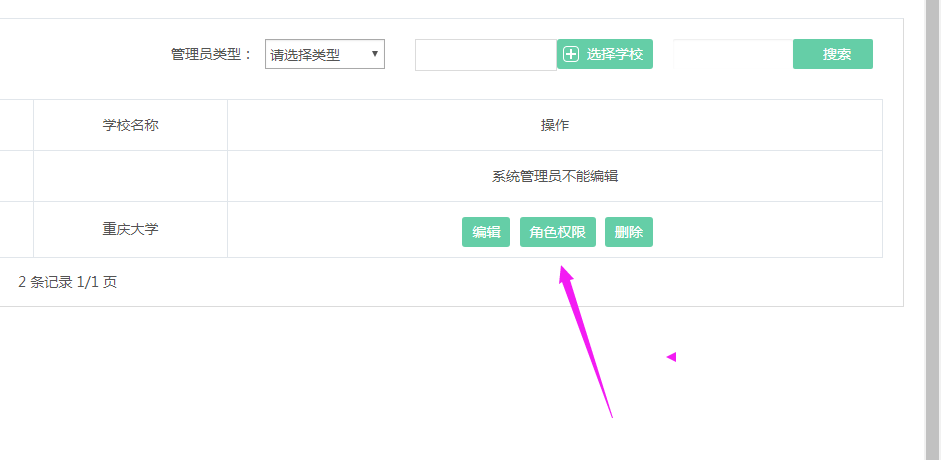 管理员类型： 请选择类型 选择学校 搜索
学校名称 操作
系统管理员不能编辑
重庆大学 编辑 角色权限 删除
2 条记录 1/1 页